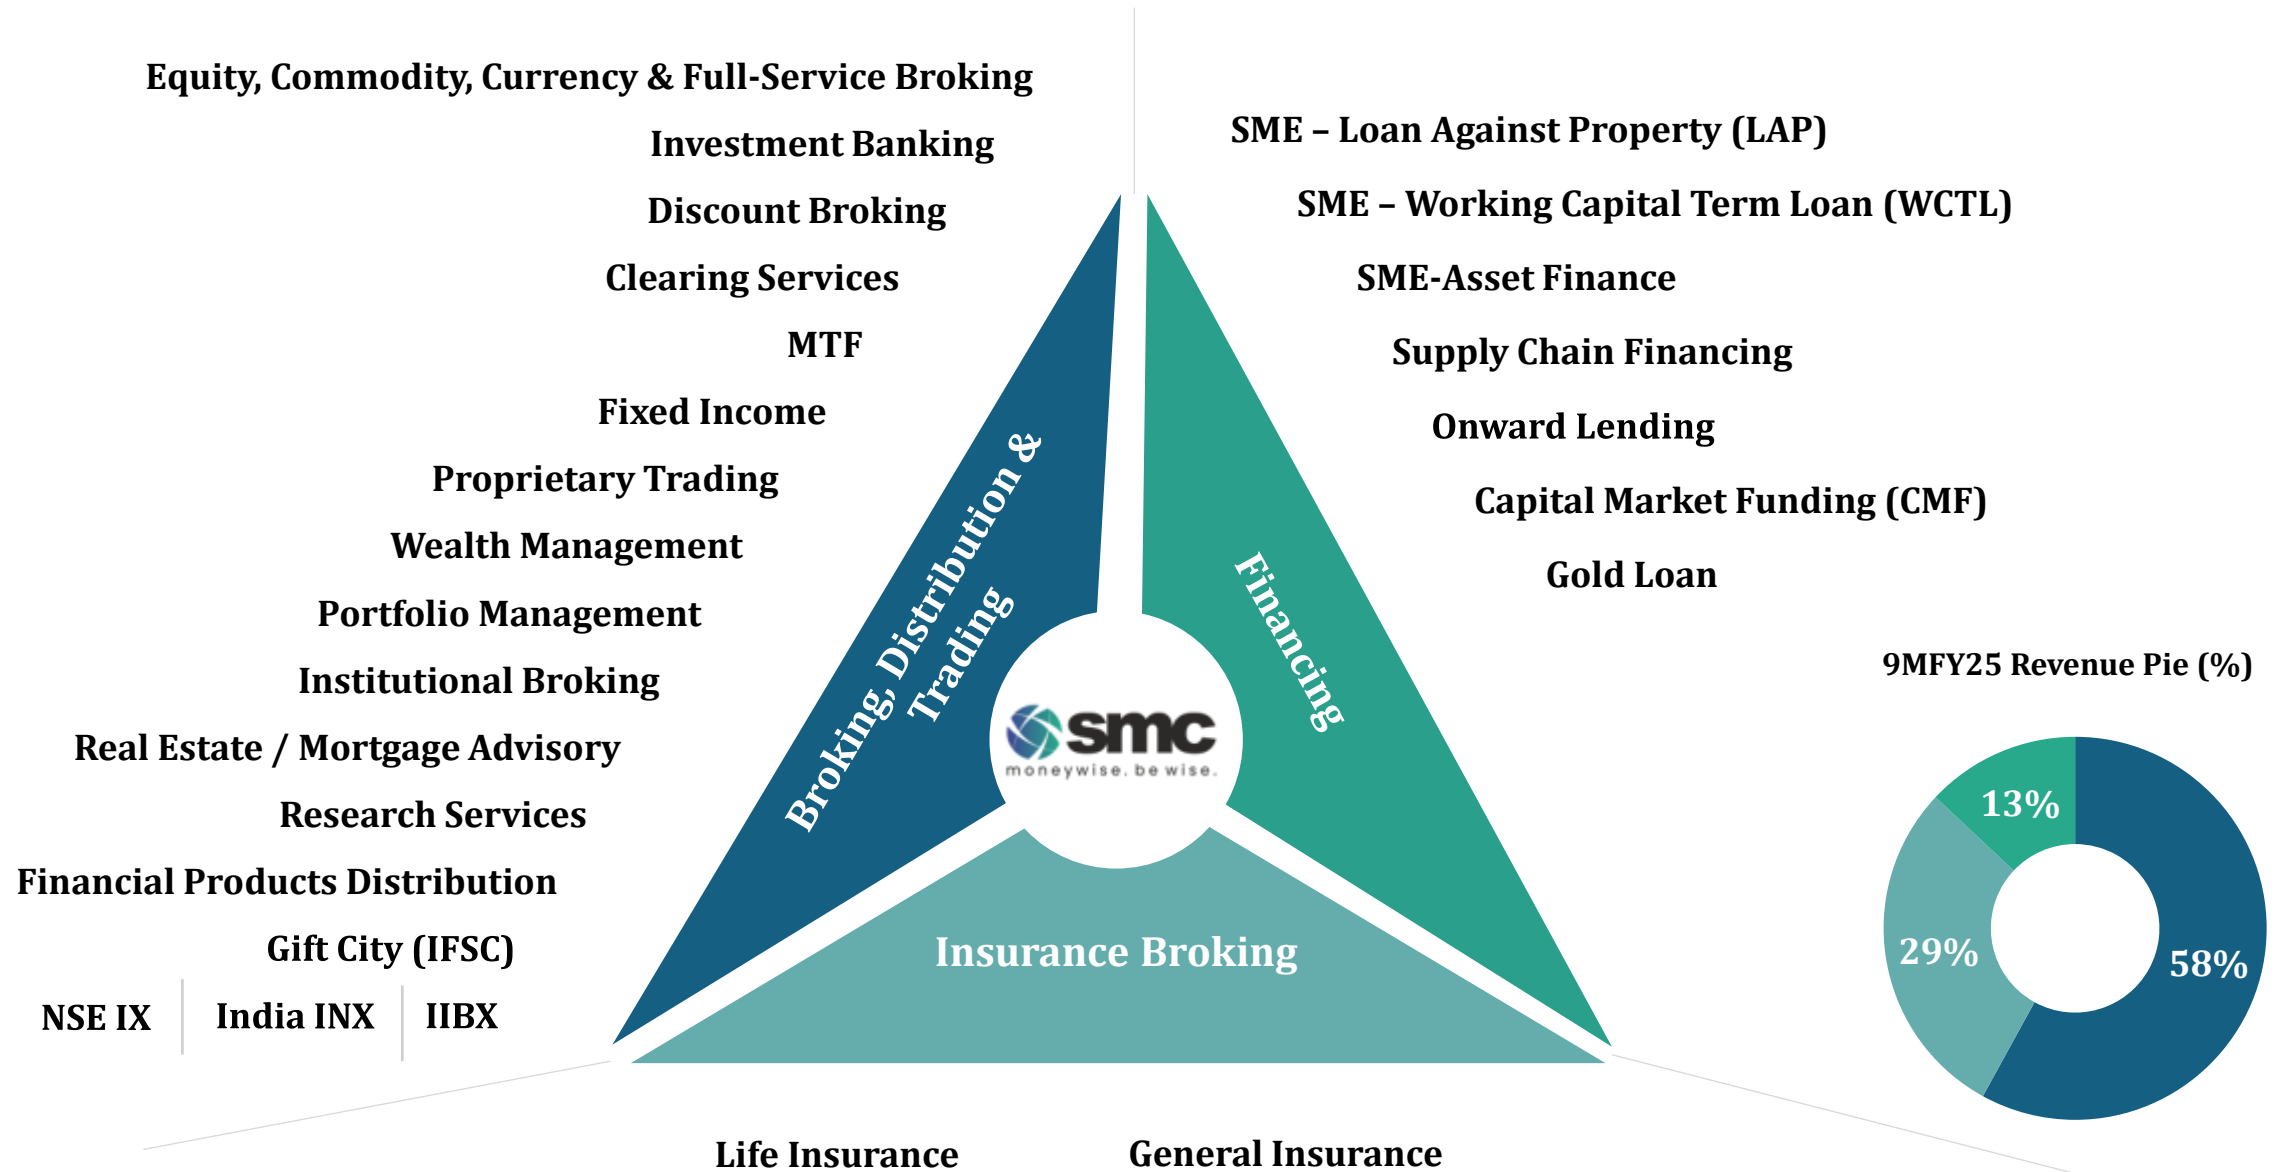 Equity, Commodity, Currency & Full-Service Broking
Investment Banking
Discount Broking
Clearing Services
MTF
Fixed Income
Proprietary Trading
Wealth Management
Portfolio Management
Institutional Broking
Real Estate / Mortgage Advisory
Research Services
Financial Products Distribution
Gift City (IFSC)
NSE IX
India INX
IIBX
Broking, Distribution &
Trading
SME – Loan Against Property (LAP)
SME – Working Capital Term Loan (WCTL)
SME-Asset Finance
Supply Chain Financing
Onward Lending
Capital Market Funding (CMF)
Gold Loan
Financing
smc
moneywise. be wise.
Insurance Broking
Life Insurance
General Insurance
9MFY25 Revenue Pie (%)
13%
29%
58%